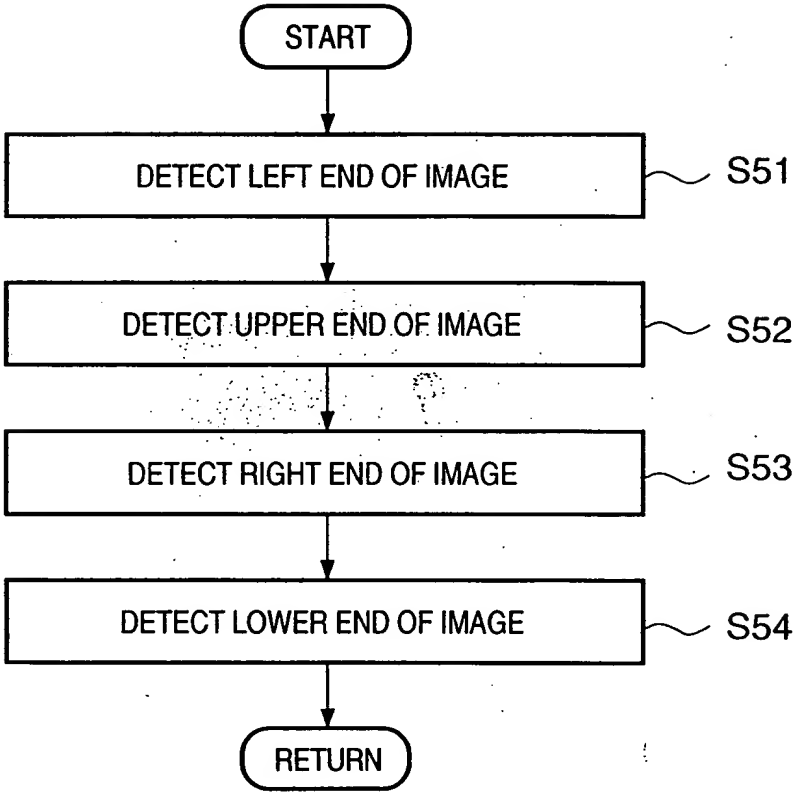 START
DETECT LEFT END OF IMAGE
S51
DETECT UPPER END OF IMAGE
S52
DETECT RIGHT END OF IMAGE
S53
DETECT LOWER END OF IMAGE
S54
RETURN